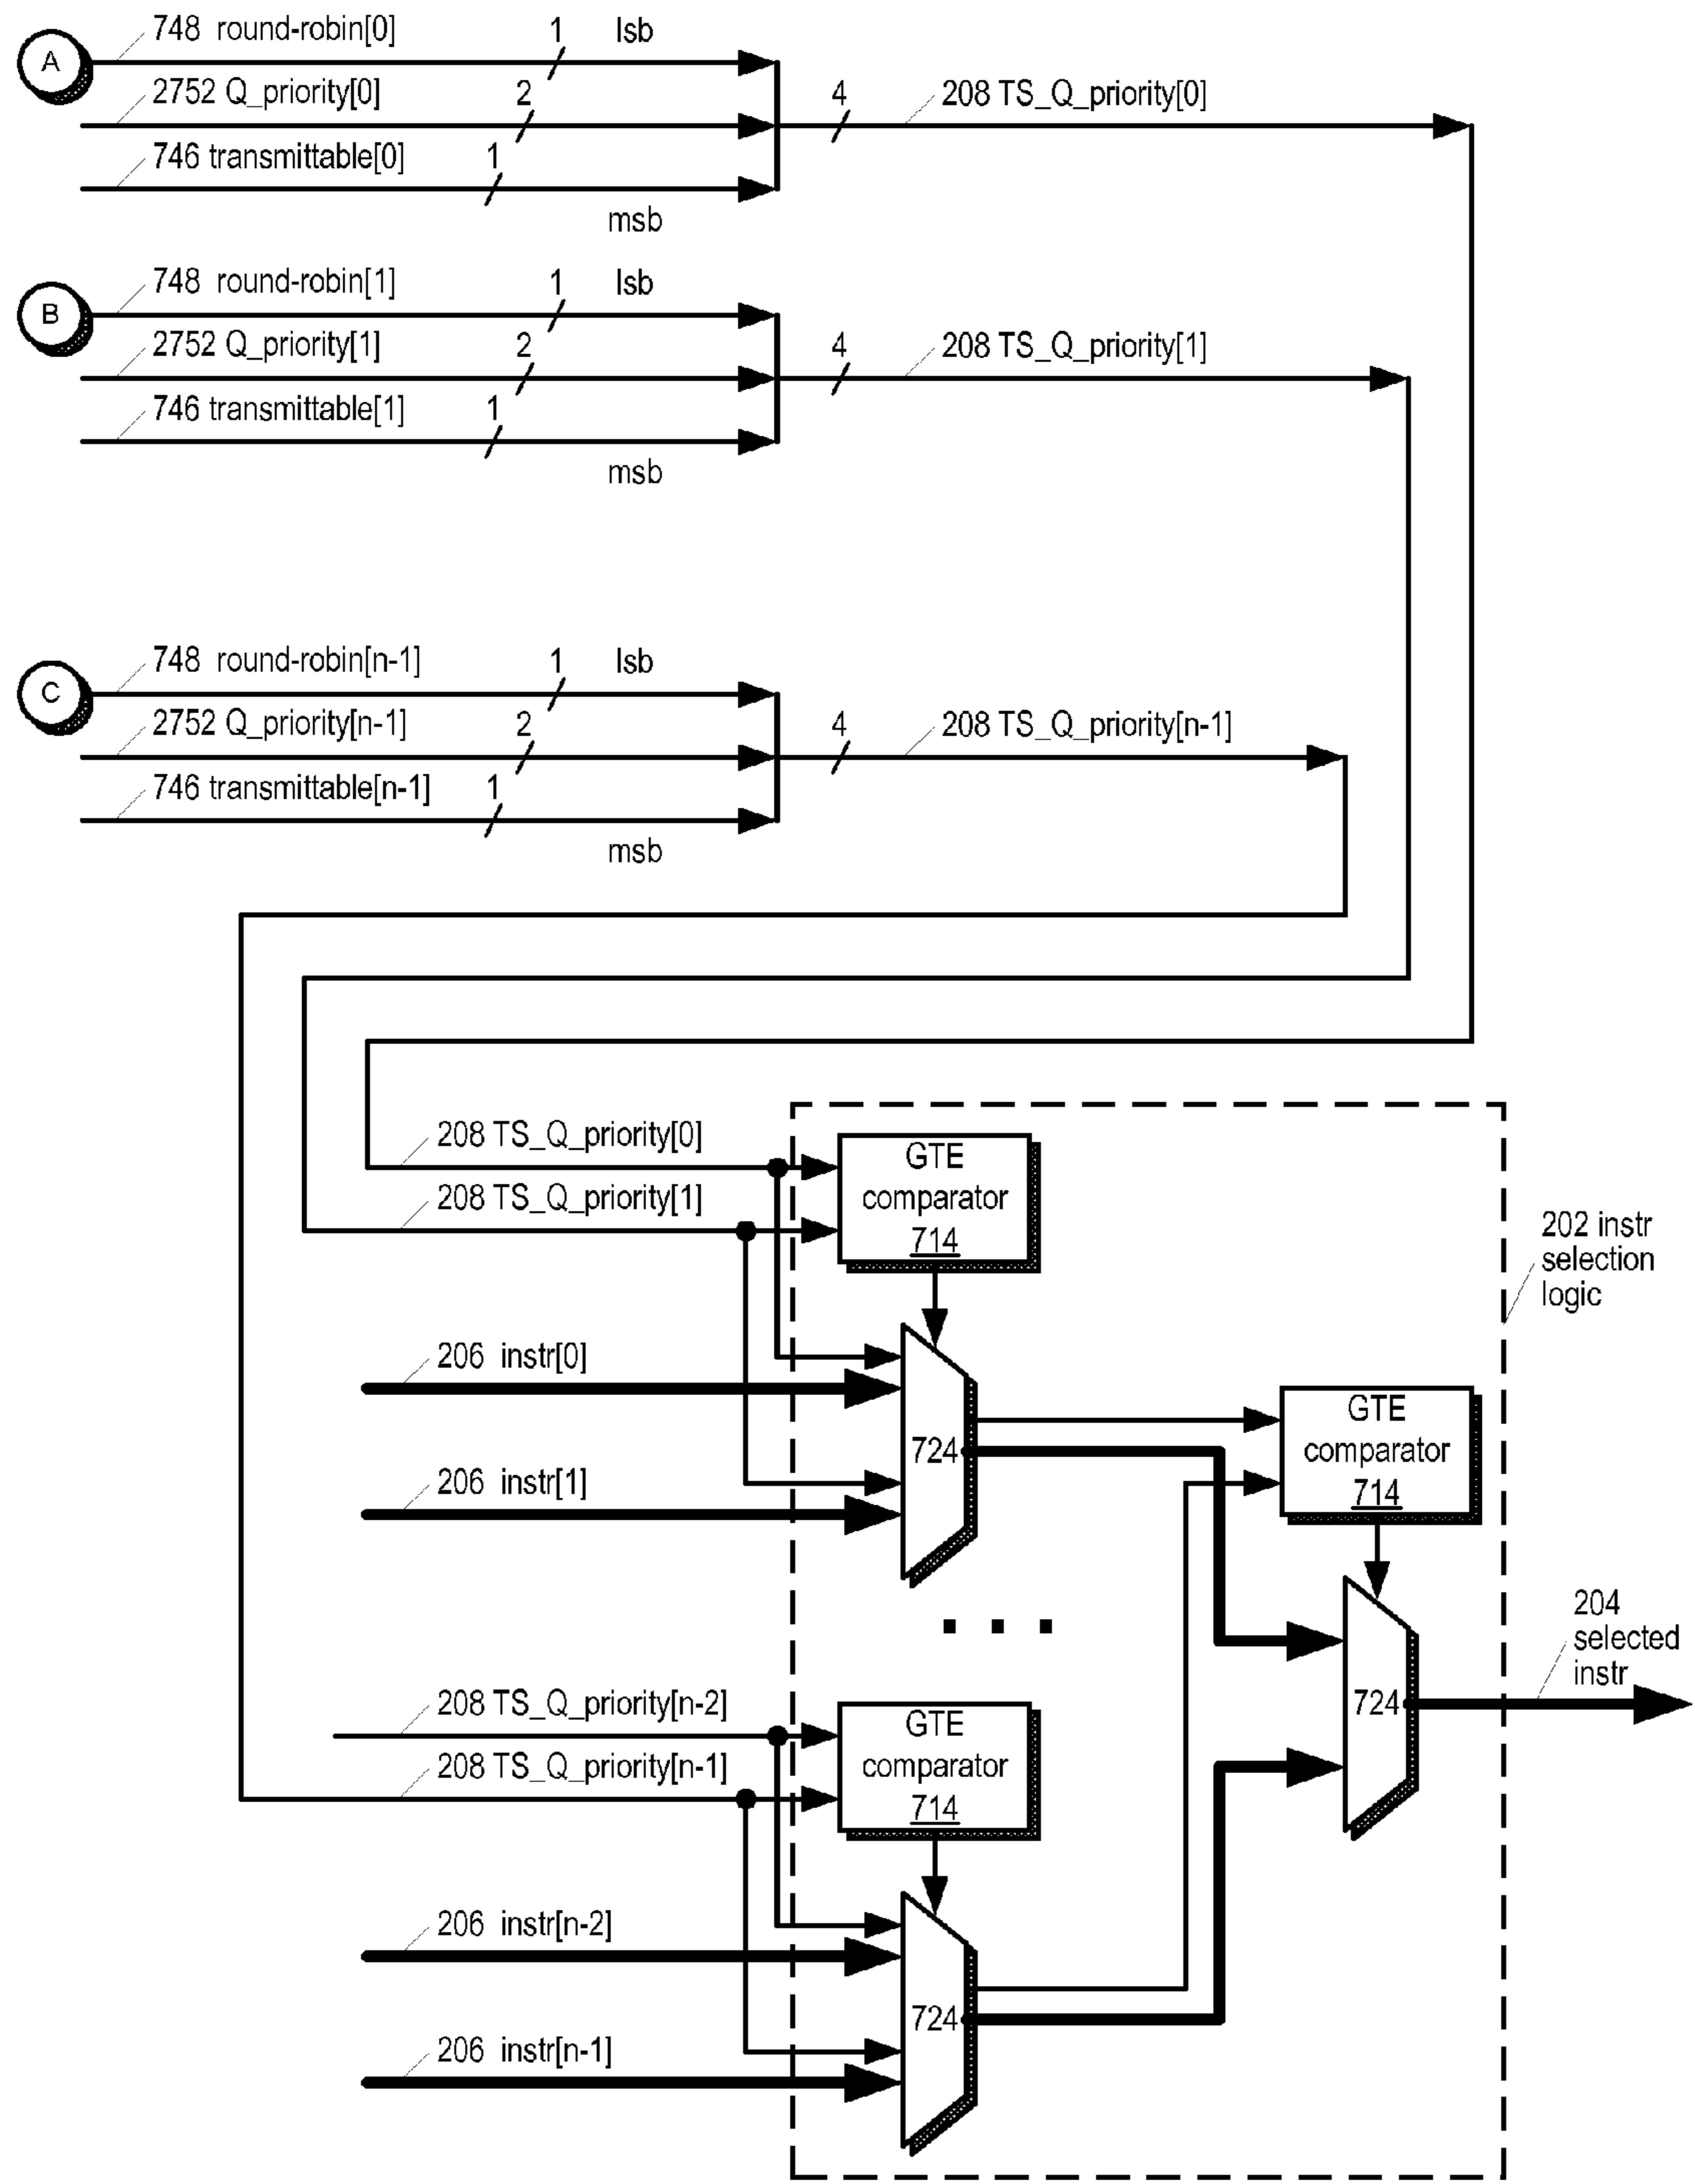 748 round-robin[0] 1 lsb
A
2752 Q_priority[0] 2 4 208 TS_Q_priority[0]
746 transmittable[0] 1
msb
748 round-robin[1] 1 lsb
B
2752 Q_priority[1] 2 4 208 TS_Q_priority[1]
746 transmittable[1] 1
msb
748 round-robin[n-1] 1 lsb
C
2752 Q_priority[n-1] 2 4 208 TS_Q_priority[n-1]
746 transmittable[n-1] 1
msb
208 TS_Q_priority[0]
208 TS_Q_priority[1]
GTE
comparator
714
202 instr
selection
logic
206 instr[0]
206 instr[1]
724
GTE
comparator
714
. . .
204
selected
instr
724
208 TS_Q_priority[n-2]
208 TS_Q_priority[n-1]
GTE
comparator
714
206 instr[n-2]
206 instr[n-1]
724